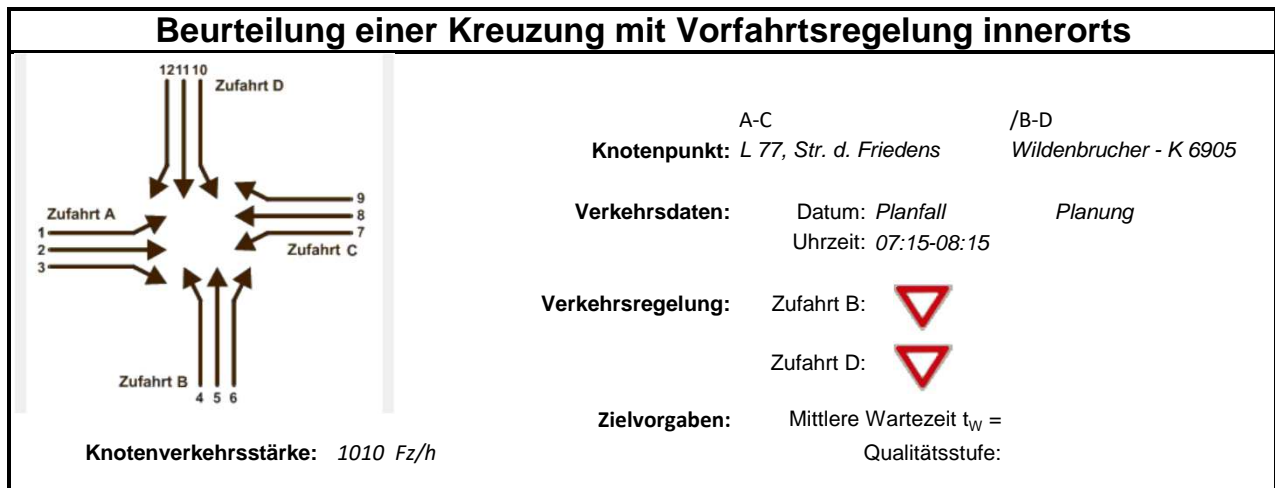 Beurteilung einer Kreuzung mit Vorfahrtsregelung innerorts
121110
Zufahrt D
Zufahrt A
1
2
3
9
8
7
Zufahrt C
Zufahrt B
4 5 6
A-C /B-D
Knotenpunkt: L 77, Str. d. Friedens Wildenbrucher - K 6905
Verkehrsdaten: Datum: Planfall Planung
Uhrzeit: 07:15-08:15
Verkehrsregelung: Zufahrt B:
Zufahrt D:
Zielvorgaben: Mittlere Wartezeit tW =
Knotenverkehrsstärke: 1010 Fz/h Qualitätsstufe: